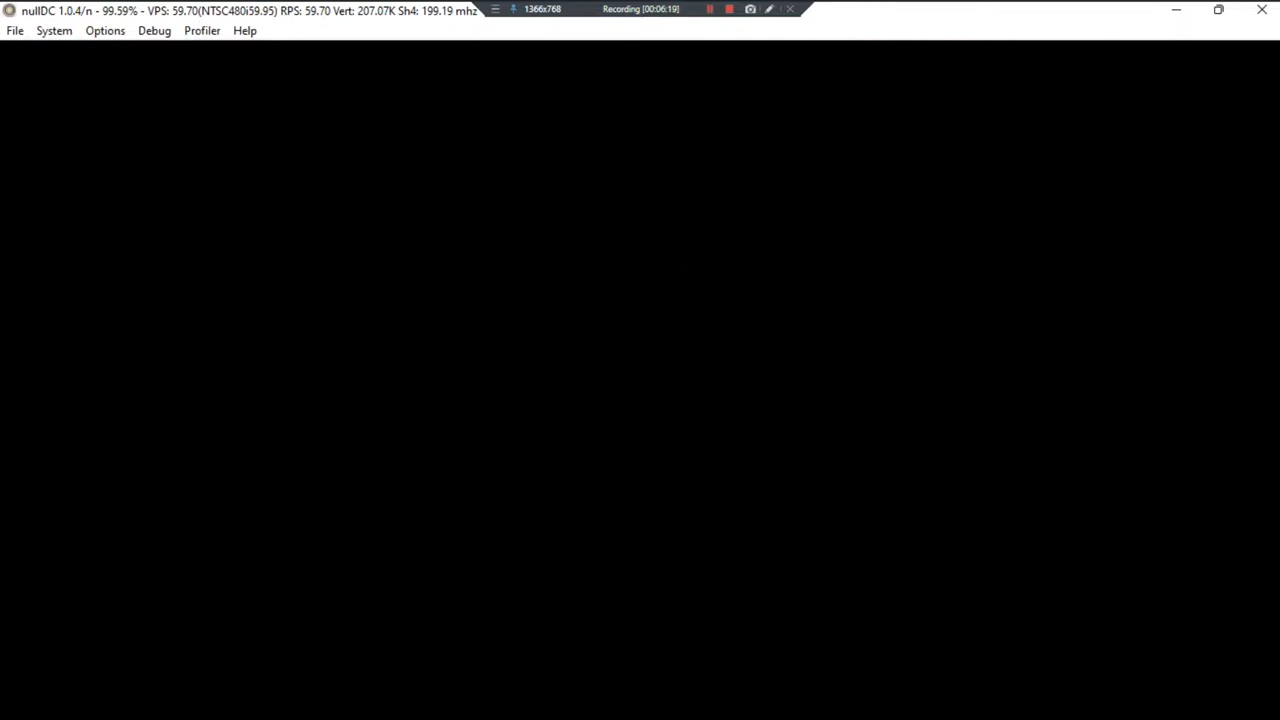 nullDC 1.0.4/n - 99.59% - VPS: 59.70(NTSC480i59.95) RPS: 59.70 Vert: 207.07K Sh4: 199.19 mhz
1366x768 Recording [00:06:19]
File System Options Debug Profiler Help